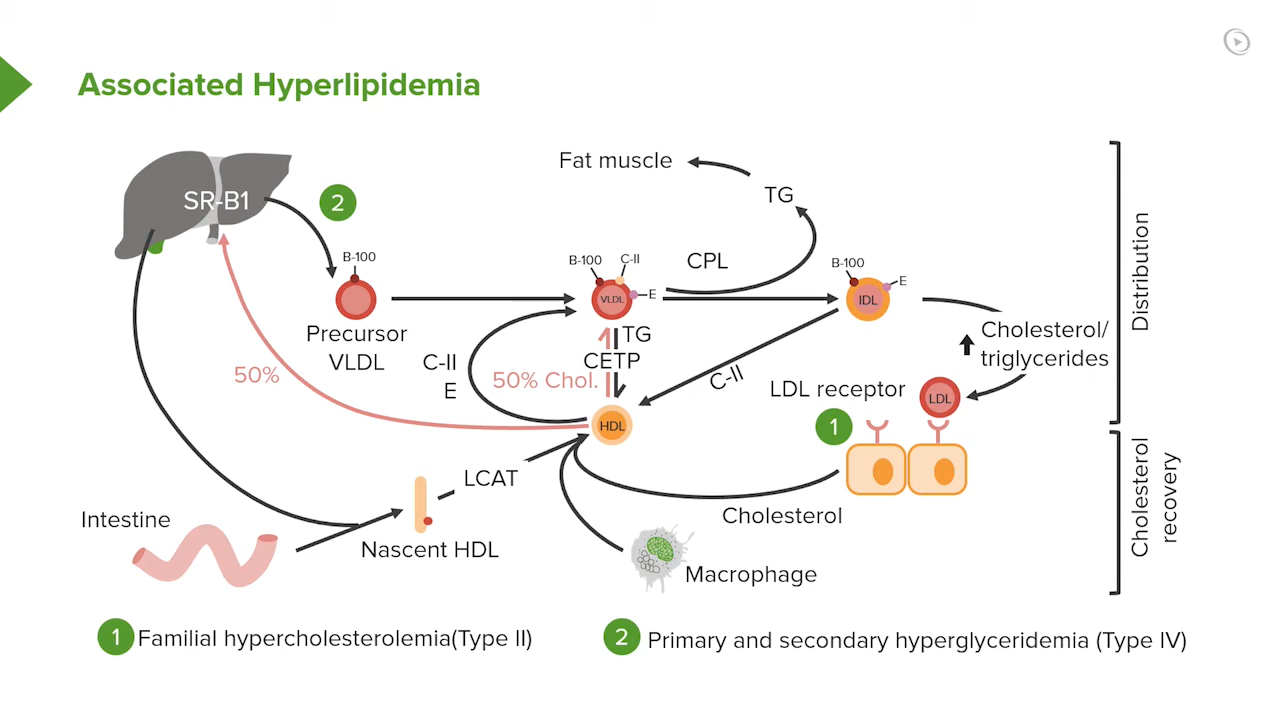 Associated Hyperlipidemia
SR-B1
2
Fat muscle
TG
B-100
Precursor
VLDL
B-100
C-II
E
VLDL
CPL
B-100
E
IDL
Cholesterol/
triglycerides
Distribution
C-II
E
TG
CETP
50% Chol.
50%
C-II
LDL receptor
LDL
1
HDL
LCAT
Cholesterol
Cholesterol
recovery
Intestine
Nascent HDL
Macrophage
1 Familial hypercholesterolemia(Type II)
2 Primary and secondary hyperglyceridemia (Type IV)